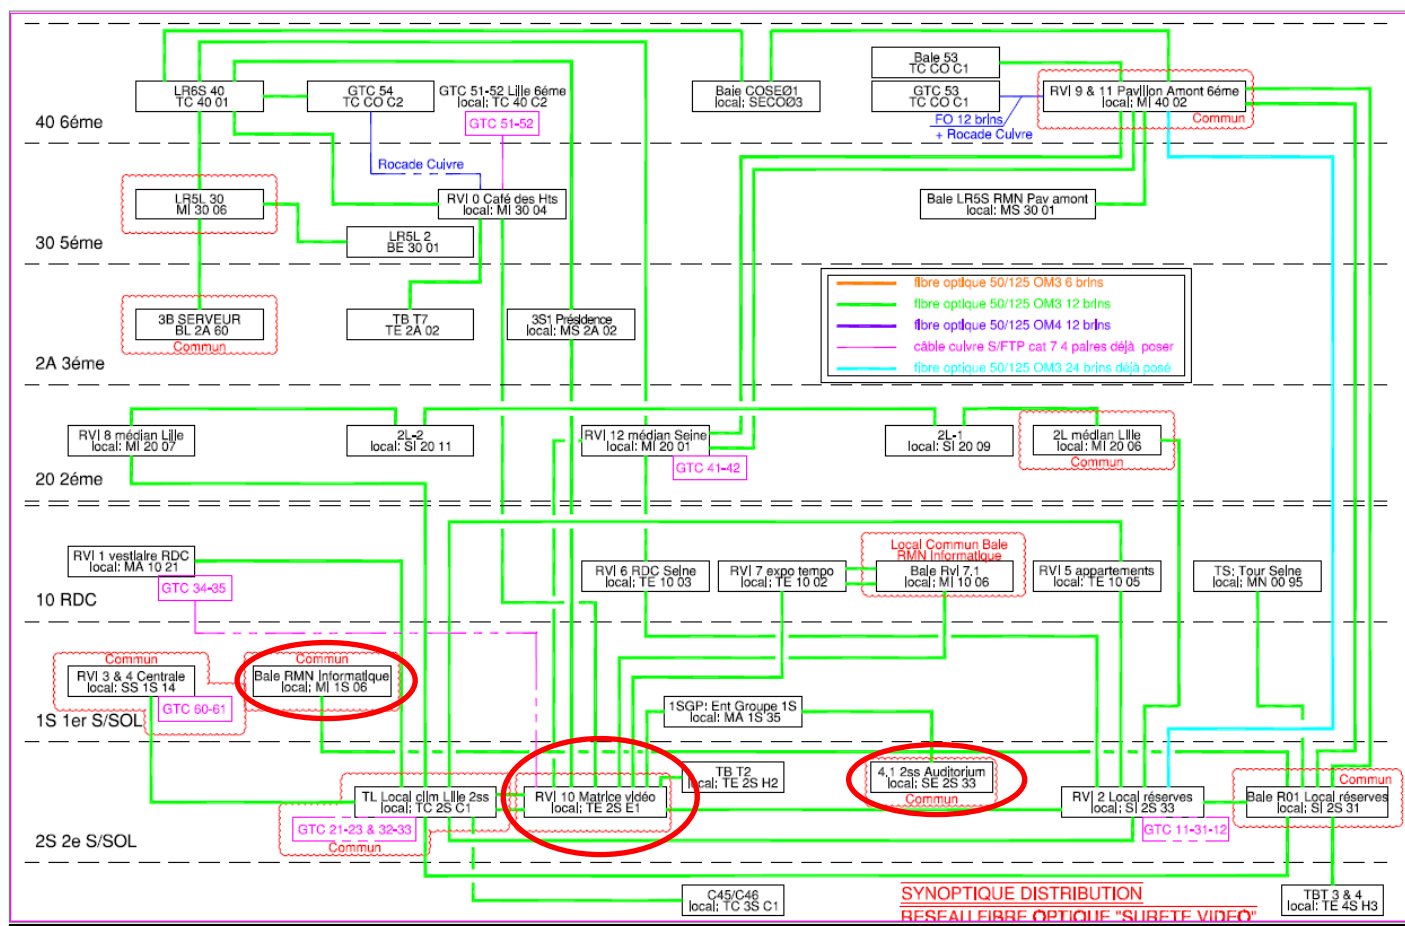 LR6S 40
TC 40 01
GTC 54
TC CO C2
GTC 51-52 Lille 6éme
local: TC 40 C2
GTC 51-52
Baie COSEØ1
local: SECOØ3
Baie 53
TC CO C1
GTC 53
TC CO C1
RVI 9 & 11 Pavillon Amont 6éme
local: MI 40 02
Commun
FO 12 brins
+ Rocade Cuivre
40 6éme
Rocade Cuivre
LR5L 30
MI 30 06
RVI 0 Café des Hts
local: MI 30 04
Baie LR5S RMN Pav amont
local: MS 30 01
LR5L 2
BE 30 01
30 5éme
fibre optique 50/125 OM3 6 brins
fibre optique 50/125 OM3 12 brins
fibre optique 50/125 OM4 12 brins
câble cuivre S/FTP cat 7 4 paires déjà poser
fibre optique 50/125 OM3 24 brins déjà posé
3B SERVEUR
BL 2A 60
Commun
TB T7
TE 2A 02
3S1 Présidence
local: MS 2A 02
2A 3éme
RVI 8 médian Lille
local: MI 20 07
2L-2
local: SI 20 11
RVI 12 médian Seine
local: MI 20 01
GTC 41-42
2L-1
local: SI 20 09
2L médian Lille
local: MI 20 06
Commun
20 2éme
RVI 1 vestiaire RDC
local: MA 10 21
GTC 34-35
RVI 6 RDC Seine
local; TE 10 03
RVI 7 expo tempo
local; TE 10 02
Local Commun Baie
RMN Informatique
Baie RvI 7.1
local; MI 10 06
RVI 5 appartements
local; TE 10 05
TS; Tour Seine
local; MN 00 95
10 RDC
Commun
RVI 3 & 4 Centrale
local: SS 1S 14
GTC 60-61
Commun
Baie RMN Informatique
local; MI 1S 06
1SGP: Ent Groupe 1S
local: MA 1S 35
1S 1er S/SOL
TL Local clim Lille 2ss
local; TC 2S C1
GTC 21-23 & 32-33
Commun
RVI 10 Matrice vidéo
local; TE 2S E1
TB T2
local; TE 2S H2
4,1 2ss Auditorium
local; SE 2S 33
Commun
RVI 2 Local réserves
local; SI 2S 33
GTC 11-31-12
Commun
Baie R01 Local réserves
local; SI 2S 31
2S 2e S/SOL
C45/C46
local; TC 3S C1
SYNOPTIQUE DISTRIBUTION
RESEAU FIBRE OPTIQUE "SURETE VIDEO"
TBT 3 & 4
local: TE 4S H3